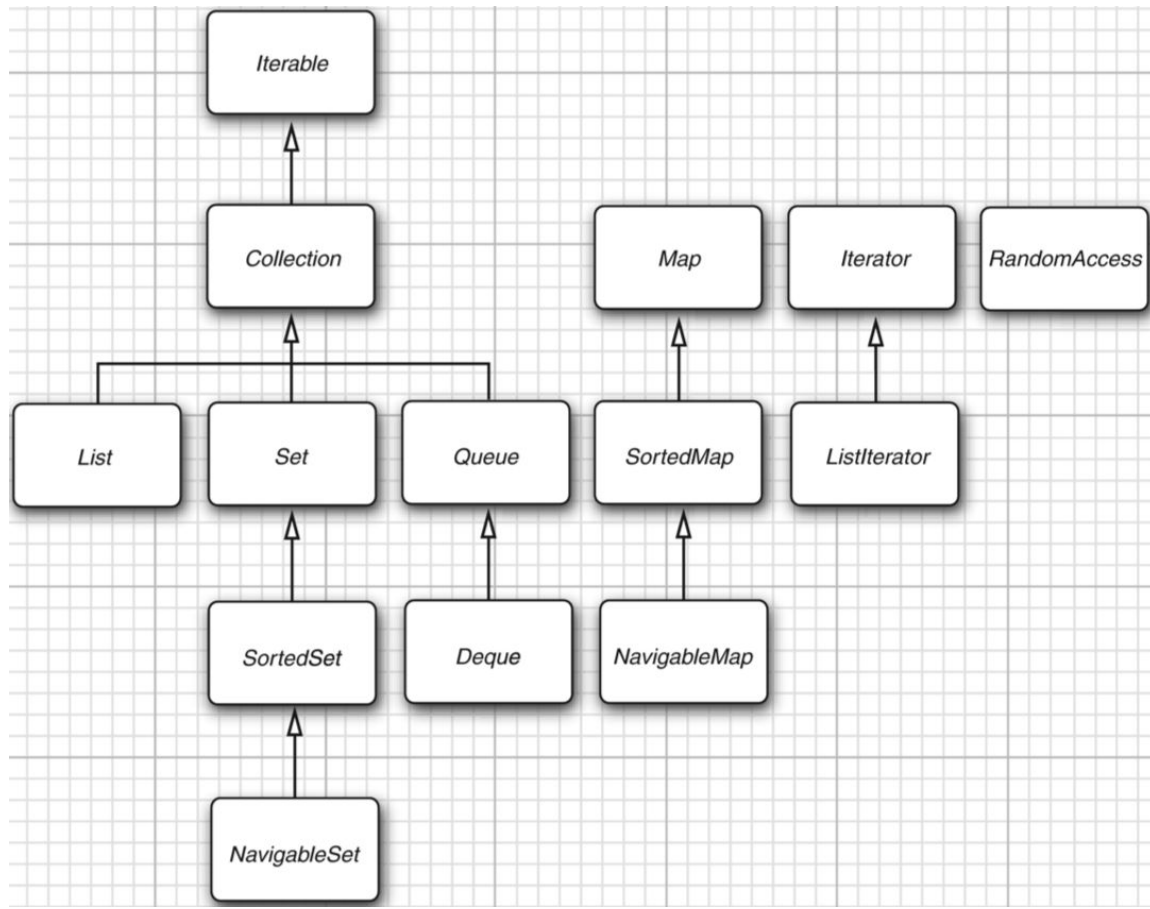 Iterable
Collection
Map
Iterator
RandomAccess
List
Set
Queue
SortedMap
ListIterator
SortedSet
Deque
NavigableMap
NavigableSet